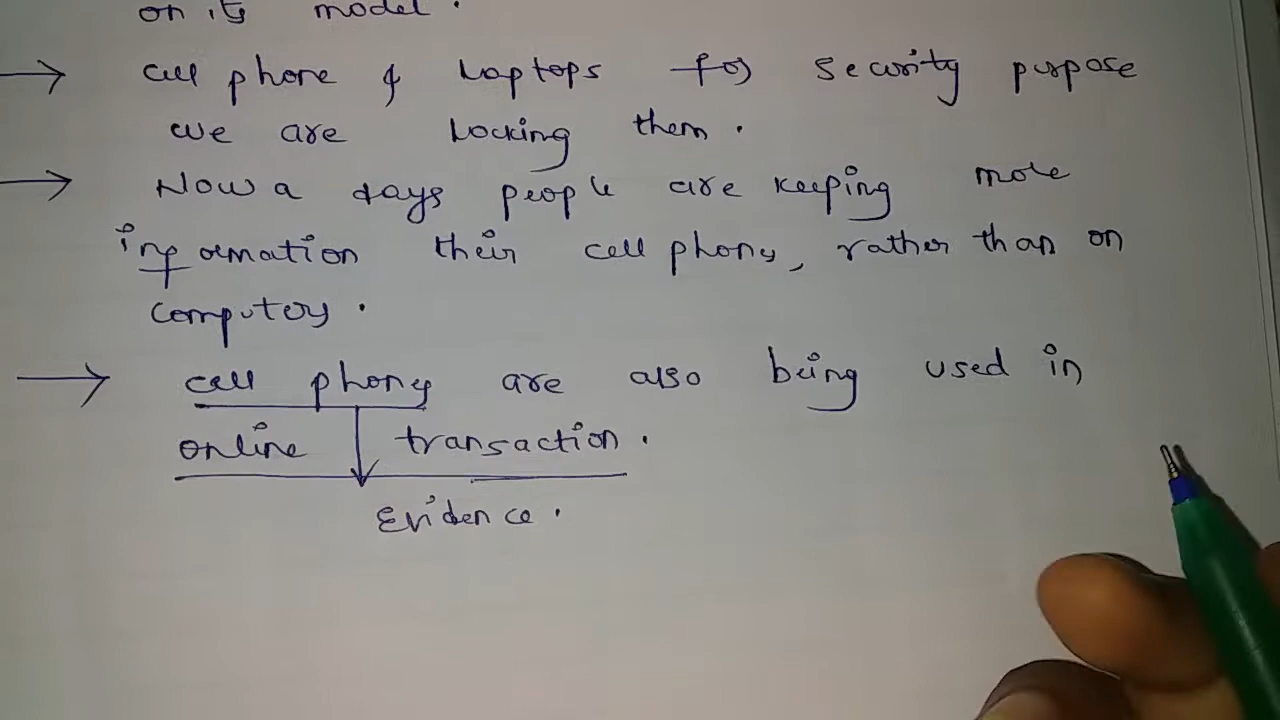 on its model.
→ cell phone & Laptops for security purpose
we are Locking them.
→ Now a days people are keeping more
information their cell phones, rather than on
computers.
→ cell phones are also being used in
online transaction.
Evidence.